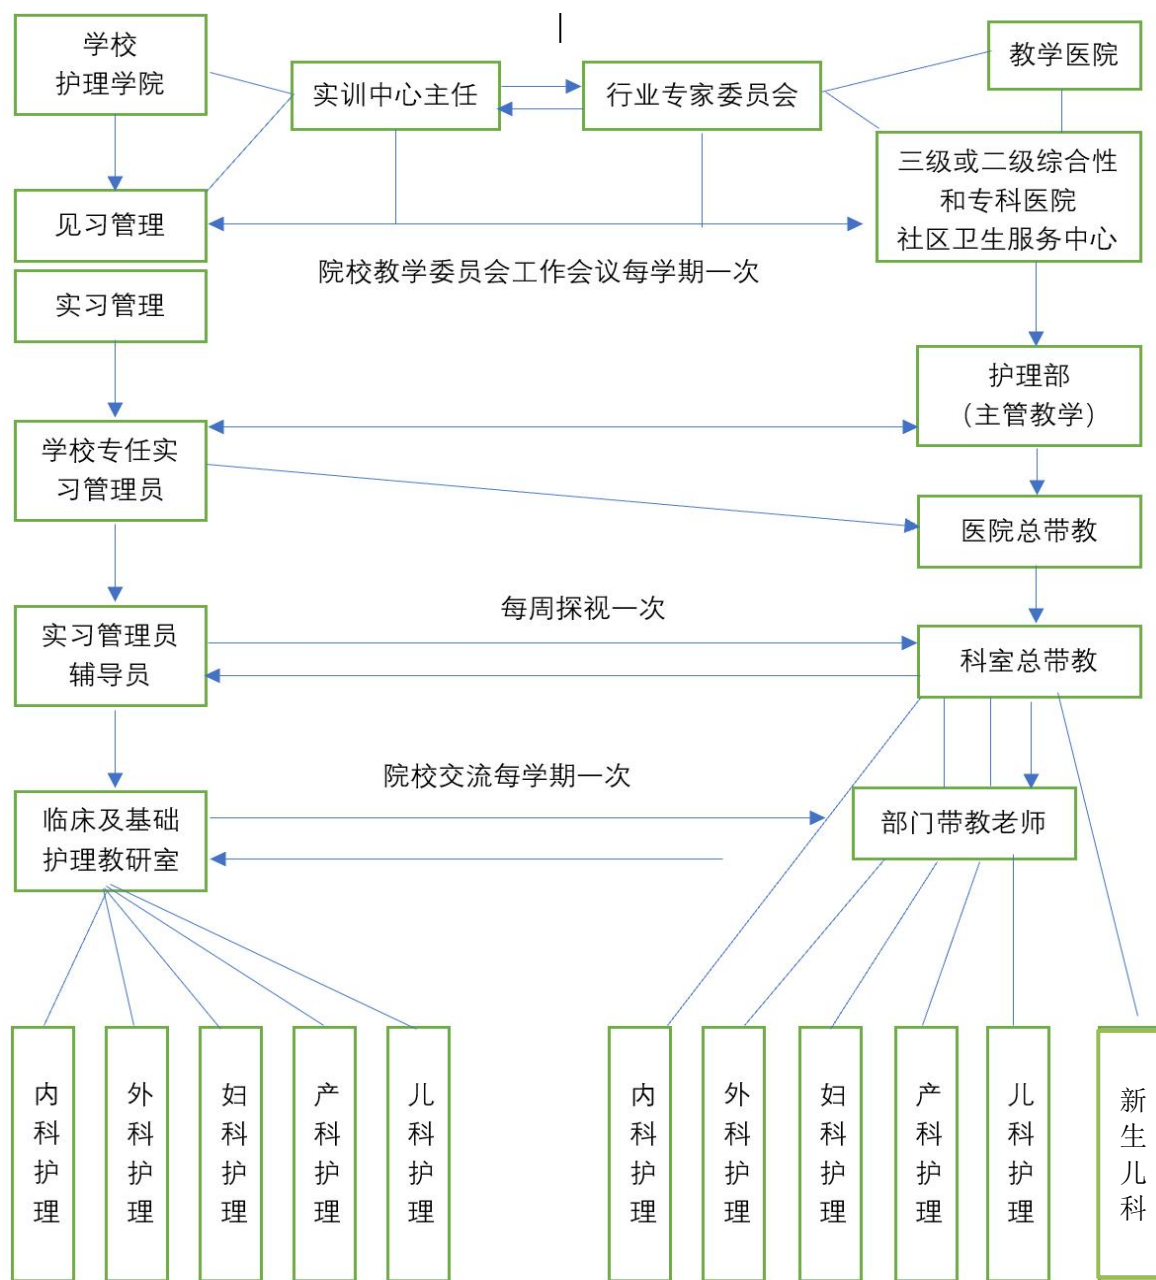 学校
护理学院
实训中心主任
行业专家委员会
教学医院
三级或二级综合性
和专科医院
社区卫生服务中心
见习管理
院校教学委员会工作会议每学期一次
实习管理
护理部
（主管教学）
学校专任实
习管理员
医院总带教
每周探视一次
实习管理员
辅导员
科室总带教
院校交流每学期一次
临床及基础
护理教研室
部门带教老师
内科护理
外科护理
妇科护理
产科护理
儿科护理
内科护理
外科护理
妇科护理
产科护理
儿科护理
新生儿科